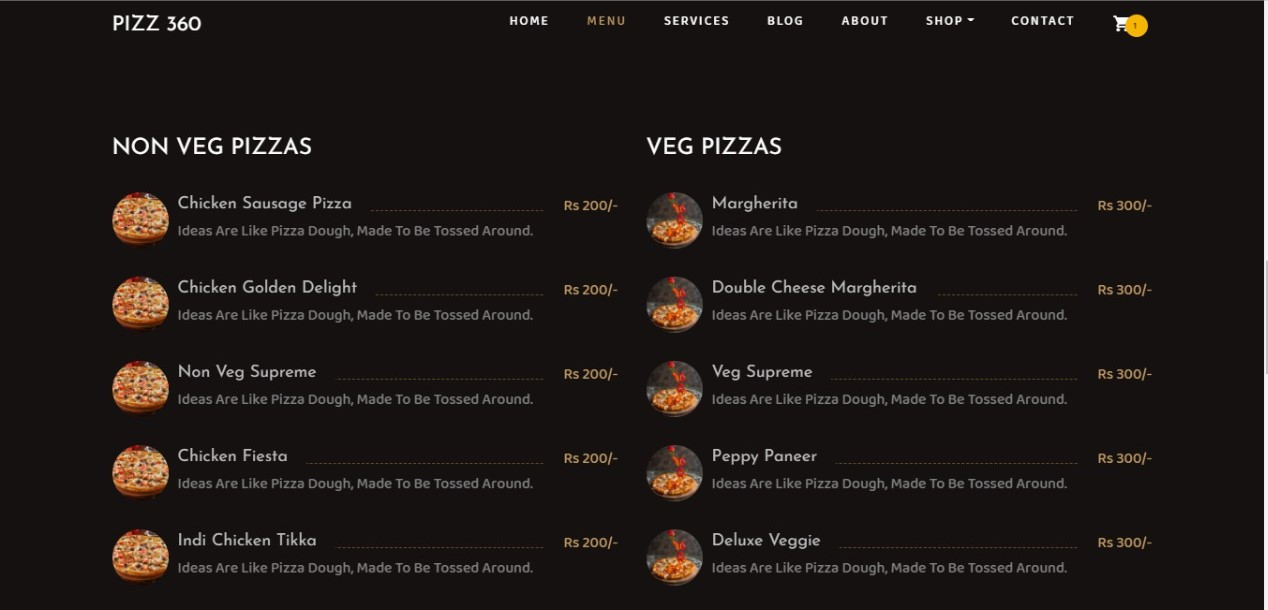 PIZZ 360
HOME MENU SERVICES BLOG ABOUT SHOP CONTACT 1
NON VEG PIZZAS
Chicken Sausage Pizza Rs 200/-
Ideas Are Like Pizza Dough, Made To Be Tossed Around.
Chicken Golden Delight Rs 200/-
Ideas Are Like Pizza Dough, Made To Be Tossed Around.
Non Veg Supreme Rs 200/-
Ideas Are Like Pizza Dough, Made To Be Tossed Around.
Chicken Fiesta Rs 200/-
Ideas Are Like Pizza Dough, Made To Be Tossed Around.
Indi Chicken Tikka Rs 200/-
Ideas Are Like Pizza Dough, Made To Be Tossed Around.
VEG PIZZAS
Margherita Rs 300/-
Ideas Are Like Pizza Dough, Made To Be Tossed Around.
Double Cheese Margherita Rs 300/-
Ideas Are Like Pizza Dough, Made To Be Tossed Around.
Veg Supreme Rs 300/-
Ideas Are Like Pizza Dough, Made To Be Tossed Around.
Peppy Paneer Rs 300/-
Ideas Are Like Pizza Dough, Made To Be Tossed Around.
Deluxe Veggie Rs 300/-
Ideas Are Like Pizza Dough, Made To Be Tossed Around.